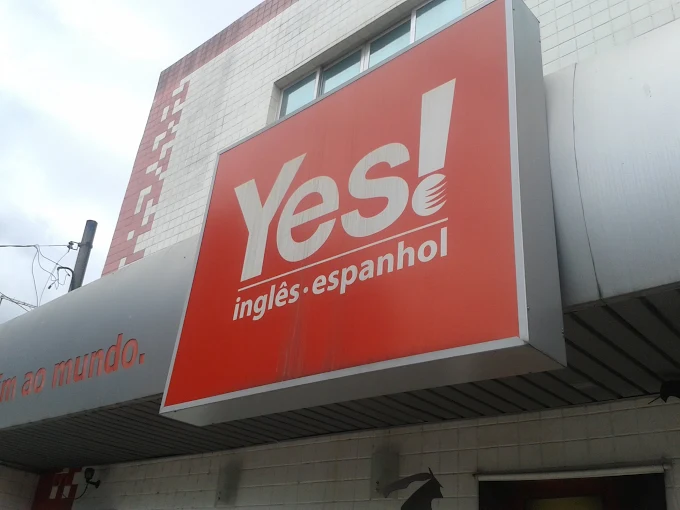 Yes!
inglês · espanhol
ao mundo.